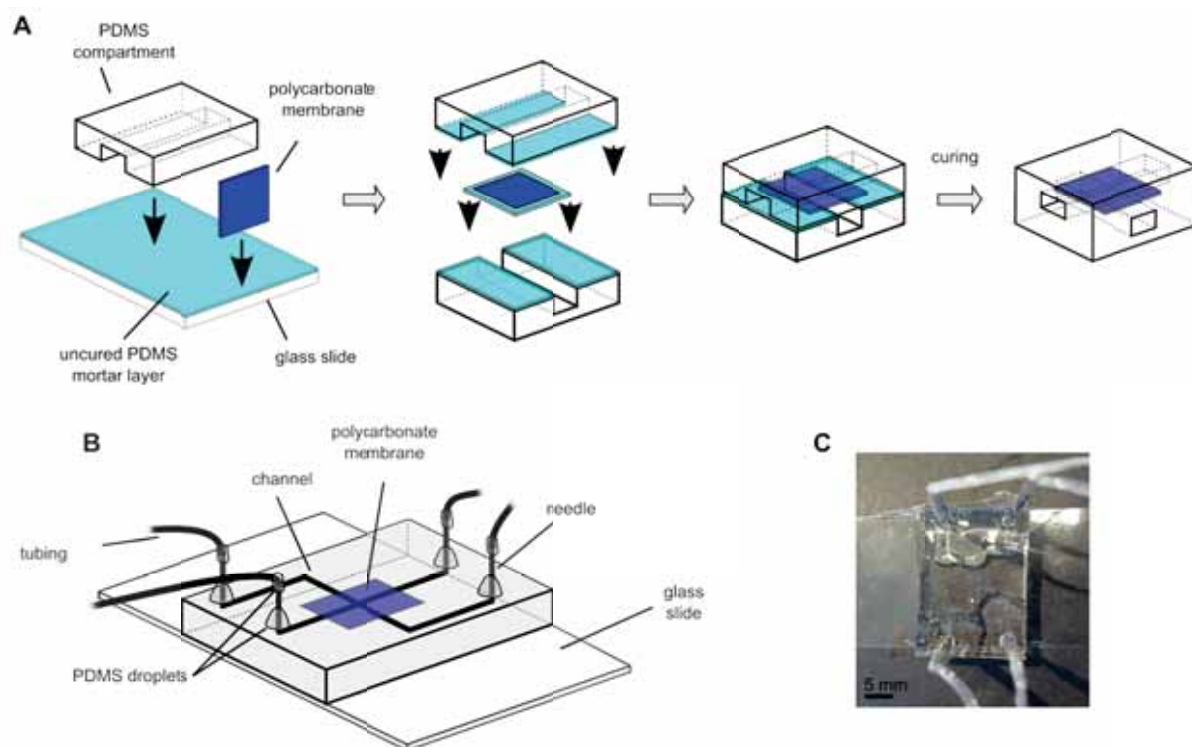 A
PDMS
compartment
polycarbonate
membrane
curing
uncured PDMS
mortar layer
glass slide
B
polycarbonate
membrane
channel
needle
tubing
glass
slide
PDMS droplets
C
5 mm